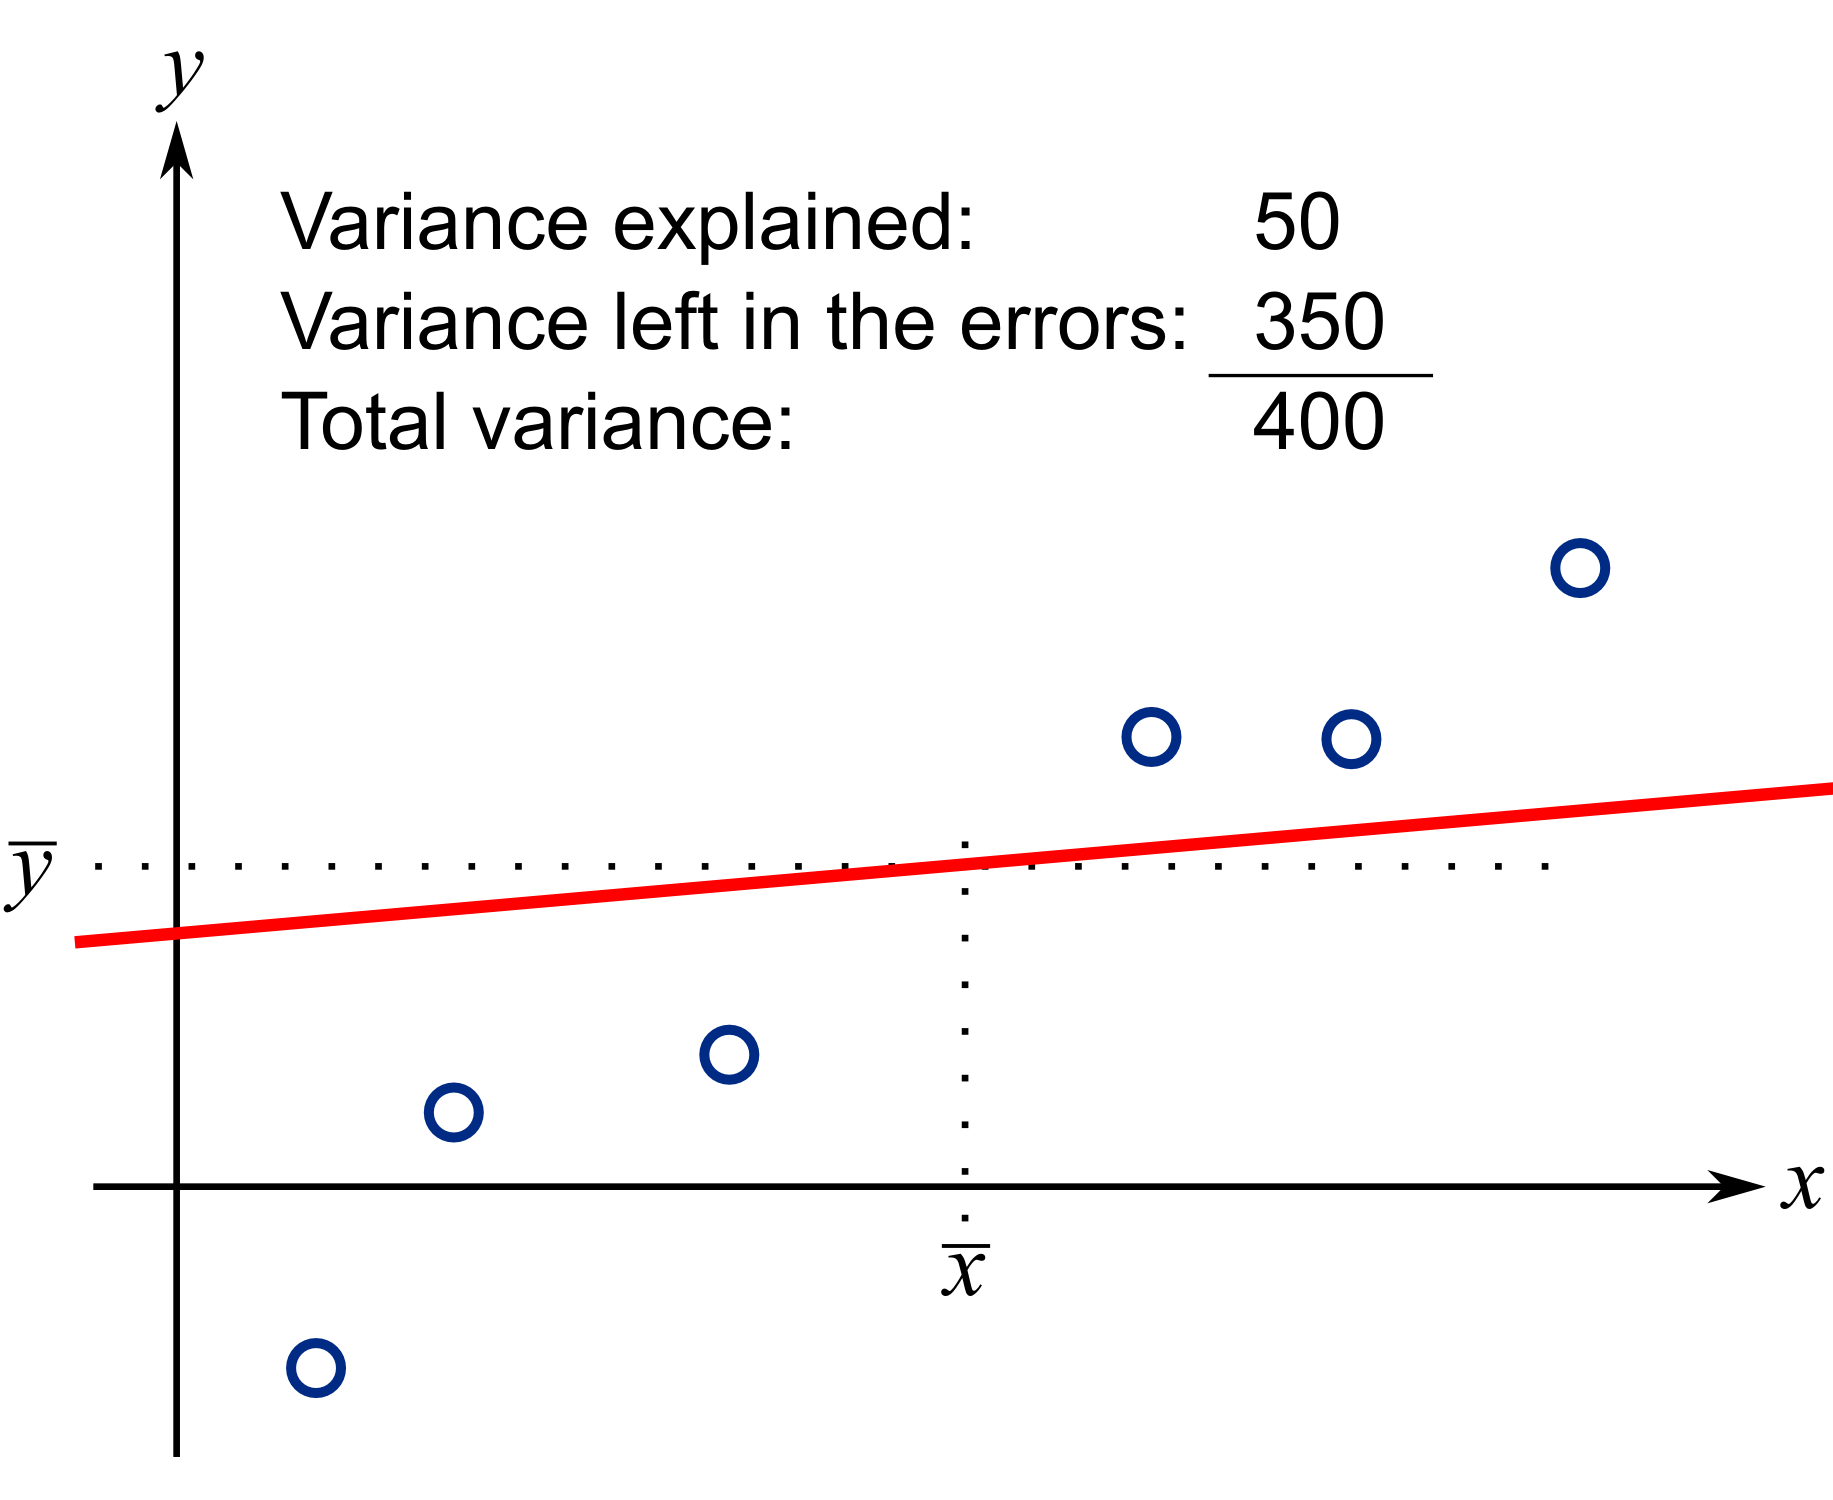 y
Variance explained: 50
Variance left in the errors: 350
Total variance: 400
y̅
x
x̅